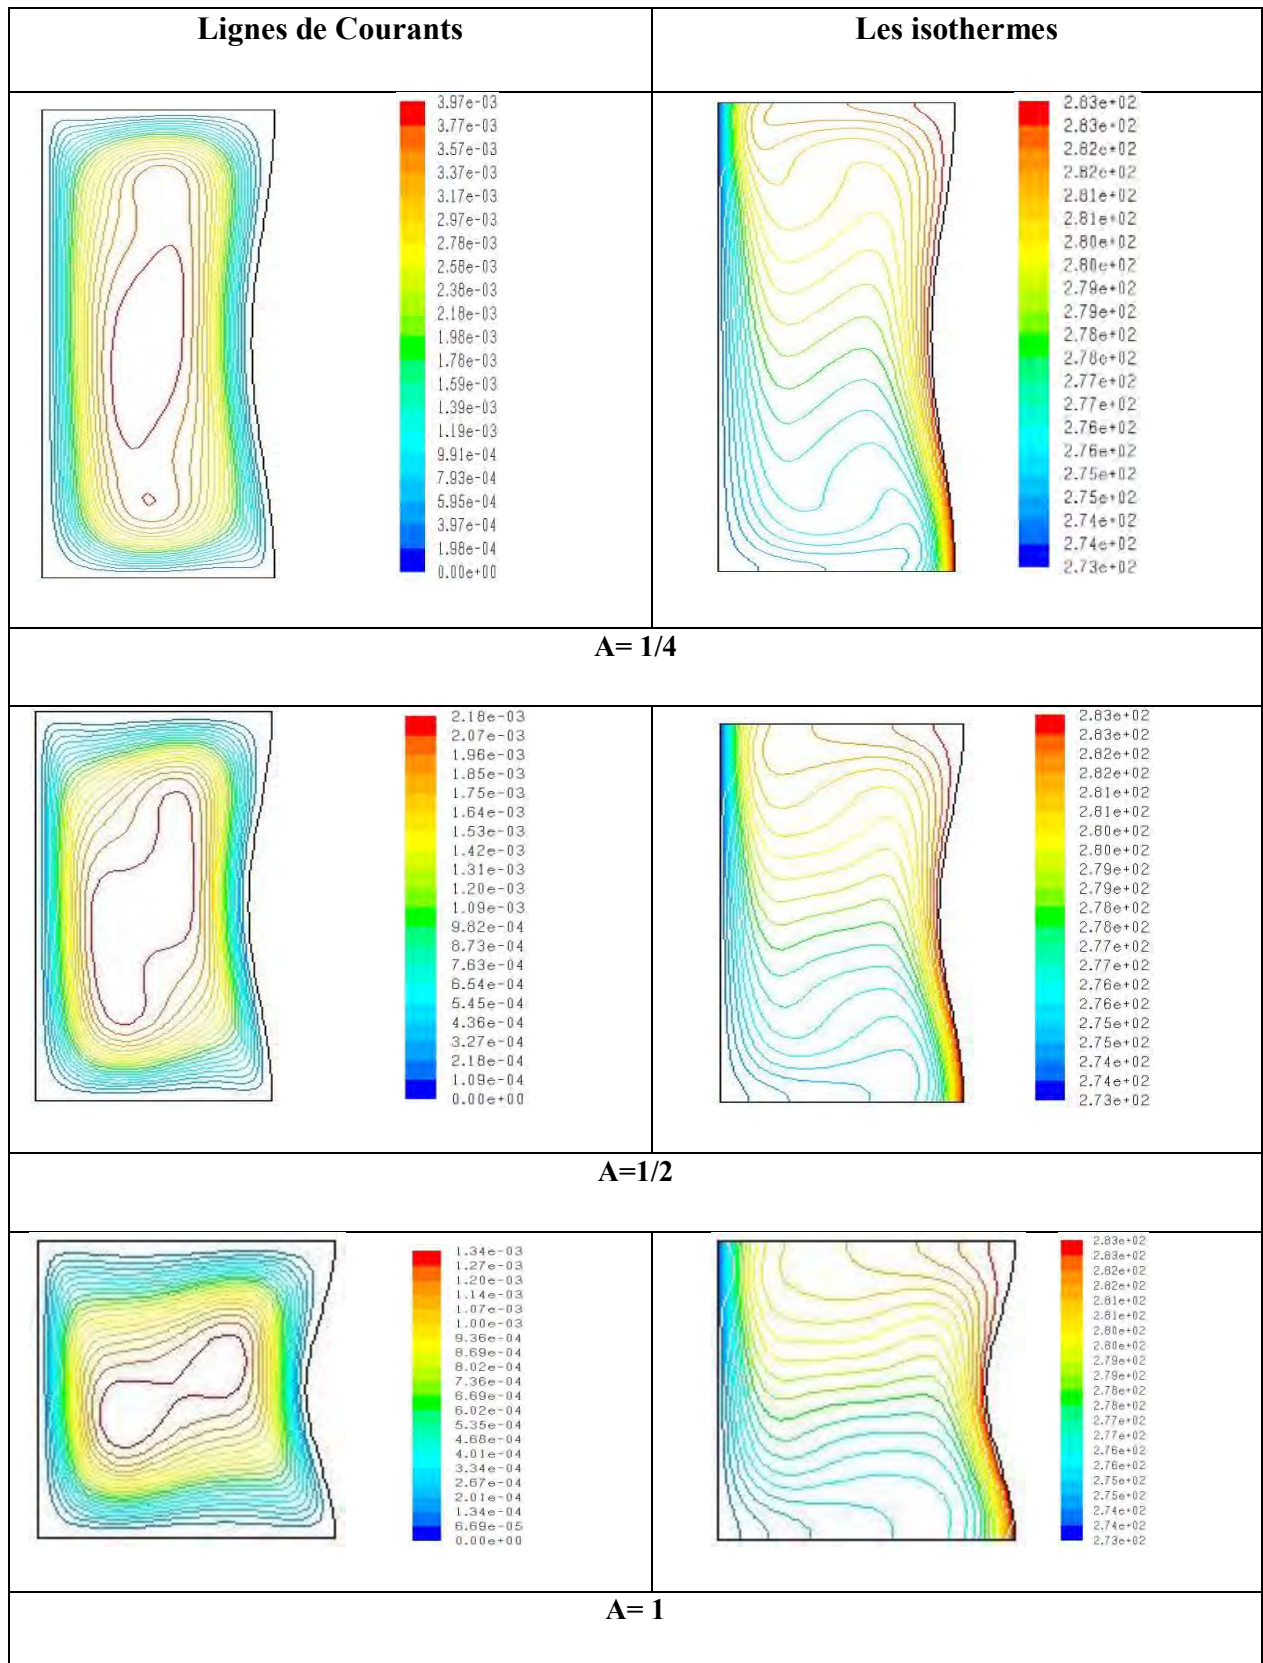 Lignes de Courants
Les isothermes
3.97e-03
3.77e-03
3.57e-03
3.37e-03
3.17e-03
2.97e-03
2.78e-03
2.58e-03
2.38e-03
2.18e-03
1.98e-03
1.78e-03
1.59e-03
1.39e-03
1.19e-03
9.91e-04
7.93e-04
5.95e-04
3.97e-04
1.98e-04
0.00e+00
2.83e+02
2.83e+02
2.82e+02
2.82e+02
2.81e+02
2.81e+02
2.80e+02
2.80e+02
2.79e+02
2.79e+02
2.78e+02
2.78e+02
2.77e+02
2.77e+02
2.76e+02
2.76e+02
2.75e+02
2.75e+02
2.74e+02
2.74e+02
2.73e+02
A= 1/4
2.18e-03
2.07e-03
1.96e-03
1.85e-03
1.75e-03
1.64e-03
1.53e-03
1.42e-03
1.31e-03
1.20e-03
1.09e-03
9.82e-04
8.73e-04
7.63e-04
6.54e-04
5.45e-04
4.36e-04
3.27e-04
2.18e-04
1.09e-04
0.00e+00
2.83e+02
2.83e+02
2.82e+02
2.82e+02
2.81e+02
2.81e+02
2.80e+02
2.80e+02
2.79e+02
2.79e+02
2.78e+02
2.78e+02
2.77e+02
2.77e+02
2.76e+02
2.76e+02
2.75e+02
2.75e+02
2.74e+02
2.74e+02
2.73e+02
A=1/2
1.34e-03
1.27e-03
1.20e-03
1.14e-03
1.07e-03
1.00e-03
9.36e-04
8.69e-04
8.02e-04
7.36e-04
6.69e-04
6.02e-04
5.35e-04
4.68e-04
4.01e-04
3.34e-04
2.67e-04
2.01e-04
1.34e-04
6.69e-05
0.00e+00
2.83e+02
2.83e+02
2.82e+02
2.82e+02
2.81e+02
2.81e+02
2.80e+02
2.80e+02
2.79e+02
2.79e+02
2.78e+02
2.78e+02
2.77e+02
2.77e+02
2.76e+02
2.76e+02
2.75e+02
2.75e+02
2.74e+02
2.74e+02
2.73e+02
A= 1